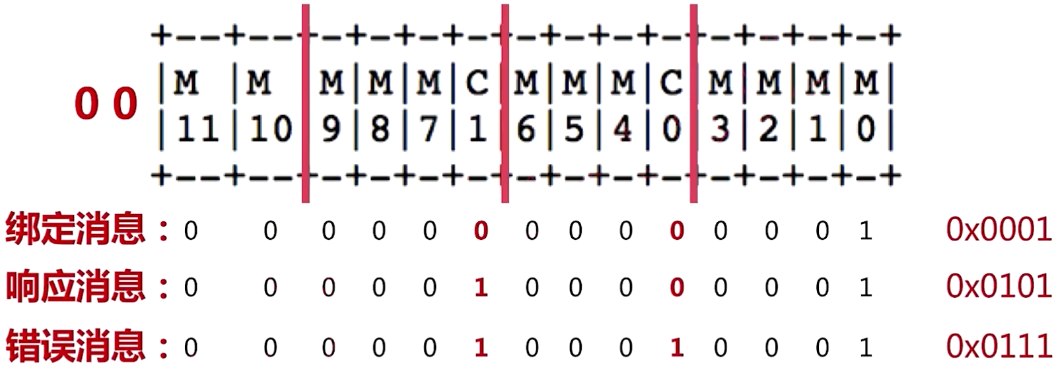 +--+--+-+-+-+-+-+-+-+-+-+-+-+-+
|M |M |M|M|M|C|M|M|M|C|M|M|M|M|
0 0
|11|10|9|8|7|1|6|5|4|0|3|2|1|0|
+--+--+-+-+-+-+-+-+-+-+-+-+-+-+
绑定消息：0 0 0 0 0 0 0 0 0 0 0 0 0 1 0x0001
响应消息：0 0 0 0 0 1 0 0 0 0 0 0 0 1 0x0101
错误消息：0 0 0 0 0 1 0 0 0 1 0 0 0 1 0x0111